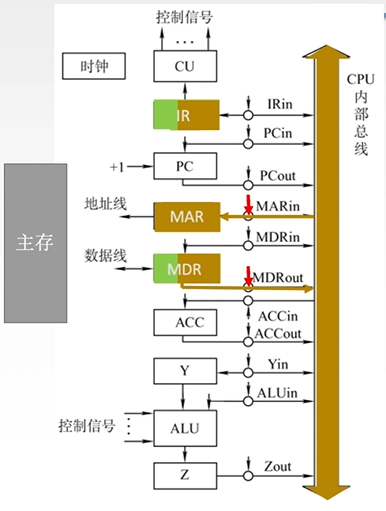 控制信号
...
时钟
CU
CPU
内
部
总
线
IR
IRin
PCin
+1
PC
PCout
地址线
MAR
MARin
主存
MDRin
数据线
MDR
MDRout
ACC
ACCin
ACCout
Y
Yin
ALUin
控制信号
ALU
Z
Zout